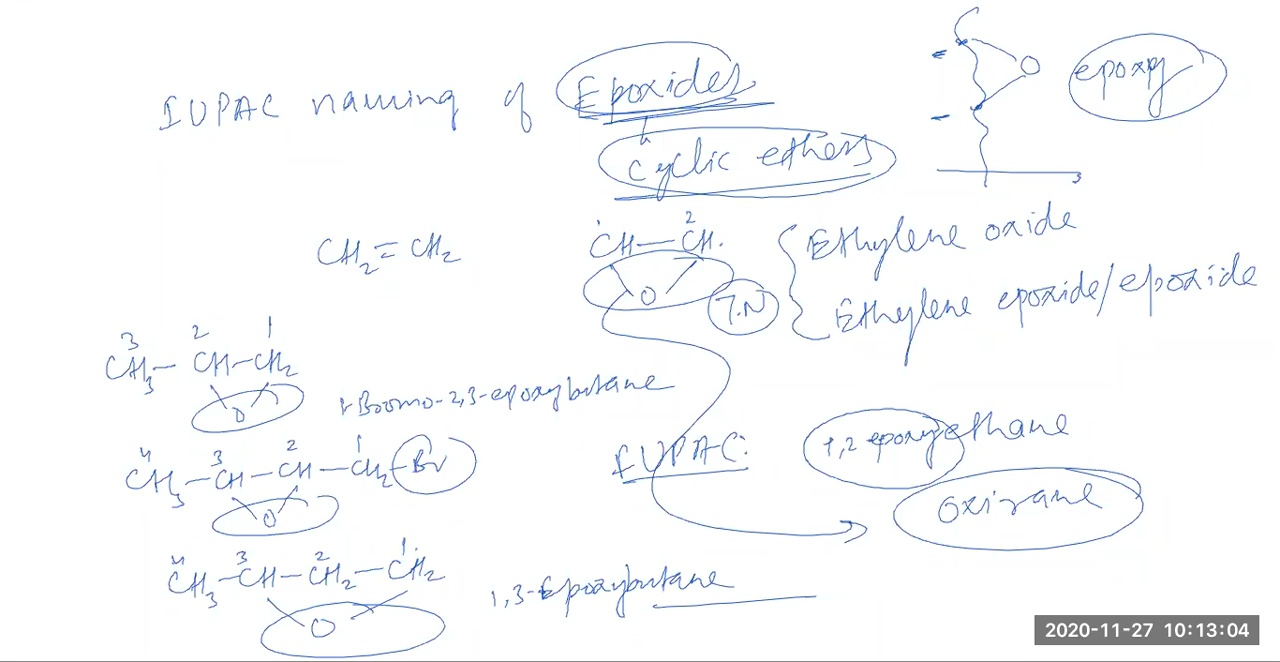 IUPAC naming of Epoxides
Cyclic ethers
epoxy
O
CH2=CH2
1 2
CH—CH.
O
T.N
Ethylene oxide
Ethylene epoxide/epoxide
3 2 1
CH3—CH—CH2
O
1-Bromo-2,3-epoxybutane
4 3 2 1
CH3—CH—CH—CH2—Br
O
IUPAC:
1,2 epoxyethane
Oxirane
4 3 2 1
CH3—CH—CH2—CH2
O
1,3-Epoxybutane
2020-11-27 10:13:04